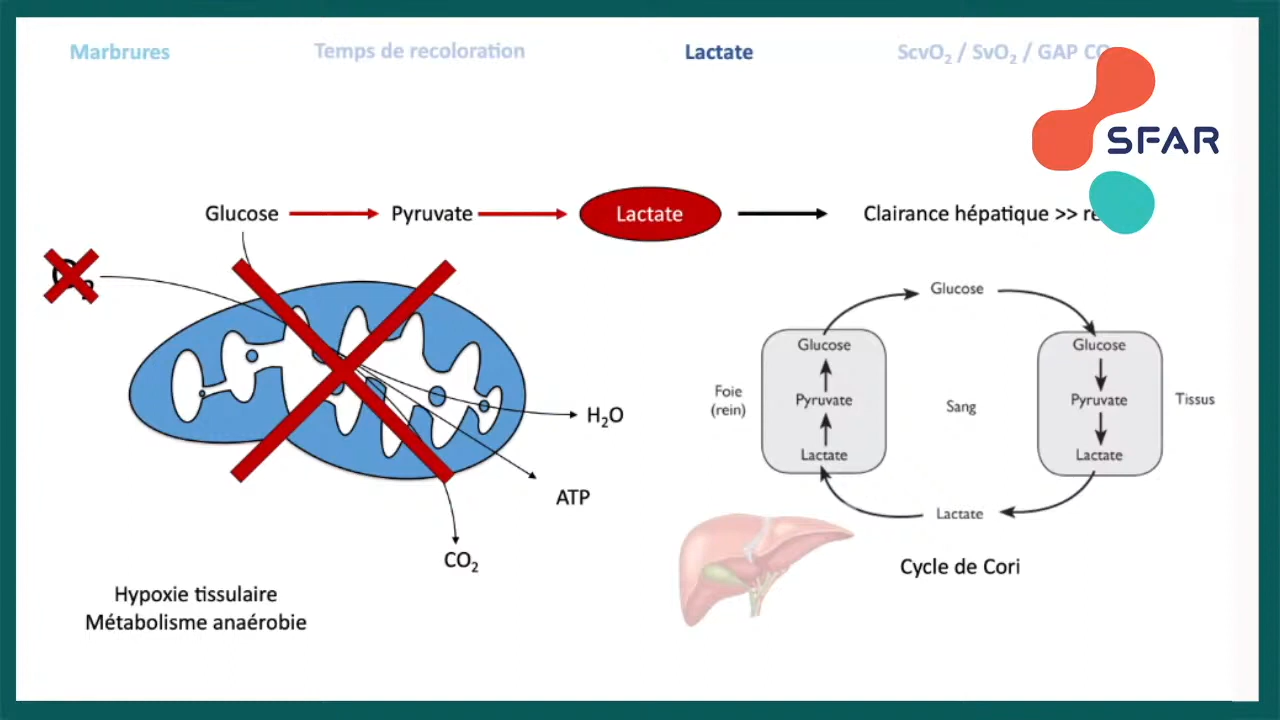 Marbrures
Temps de recoloration
Lactate
ScvO₂ / SvO₂ / GAP
SFAR
Glucose
Pyruvate
Lactate
Clairance hépatique >>
H₂O
ATP
CO₂
Hypoxie tissulaire
Métabolisme anaérobie
Glucose
Glucose
Pyruvate
Lactate
Foie
(rein)
Sang
Glucose
Pyruvate
Lactate
Tissus
Lactate
Cycle de Cori